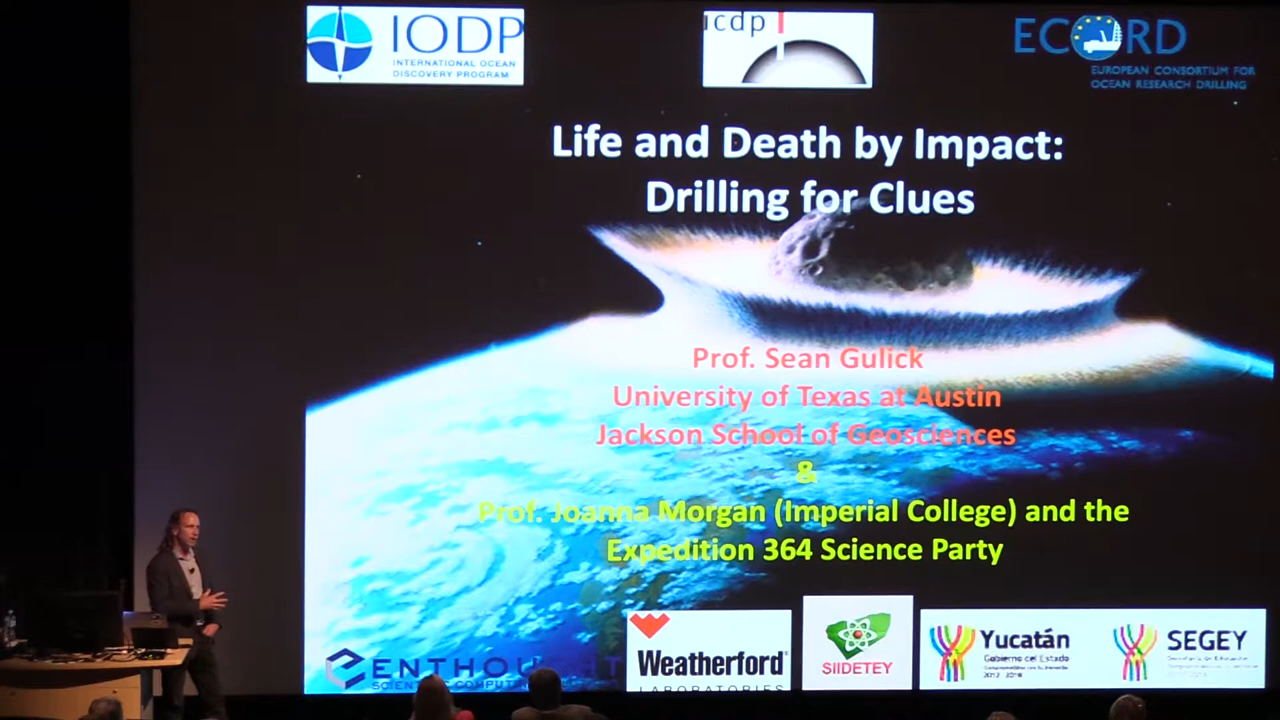 IODP
INTERNATIONAL OCEAN
DISCOVERY PROGRAM
icdp
ECORD
EUROPEAN CONSORTIUM FOR
OCEAN RESEARCH DRILLING
Life and Death by Impact:
Drilling for Clues
Prof. Sean Gulick
University of Texas at Austin
Jackson School of Geosciences
&
Prof. Joanna Morgan (Imperial College) and the
Expedition 364 Science Party
Weatherford
LABORATORIES
SIIDETEY
Yucatán
Gobierno del Estado
2012 - 2018
SEGEY